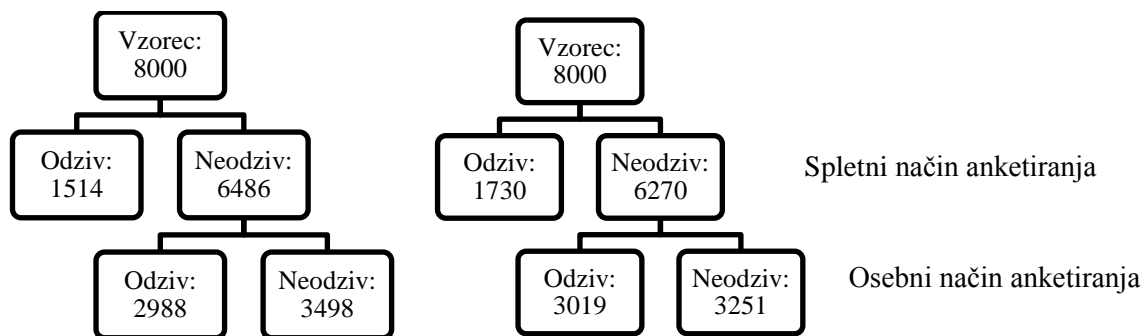 Vzorec:
8000
Vzorec:
8000
Odziv:
1514
Neodziv:
6486
Odziv:
1730
Neodziv:
6270
Spletni način anketiranja
Odziv:
2988
Neodziv:
3498
Odziv:
3019
Neodziv:
3251
Osebni način anketiranja